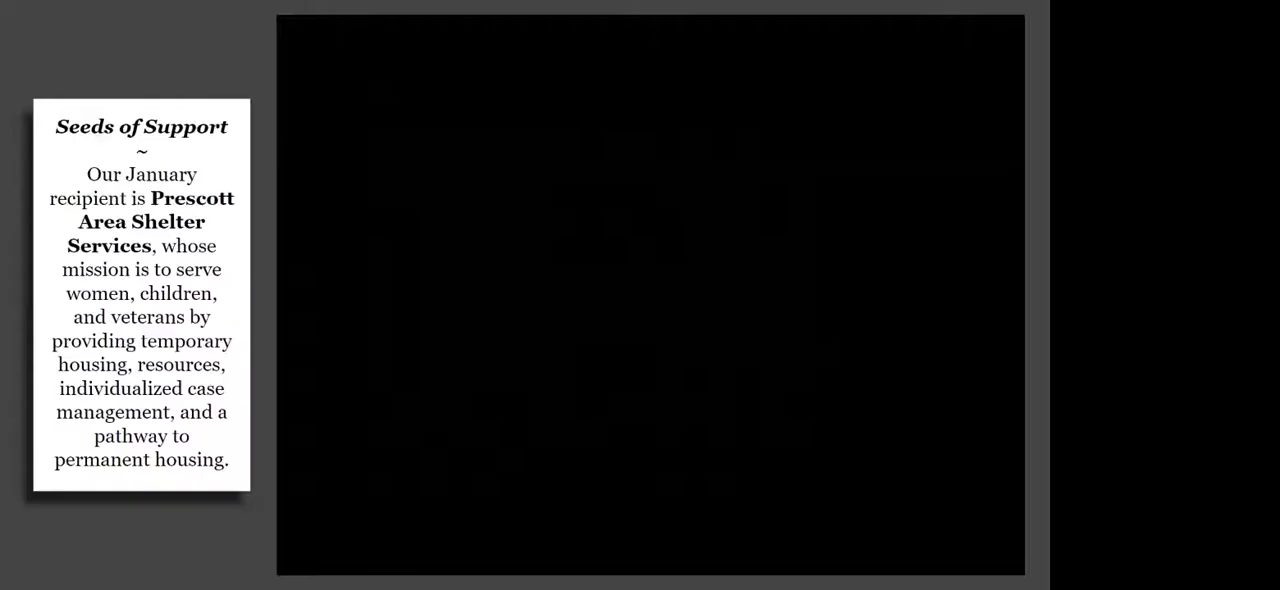 Seeds of Support
~
Our January
recipient is Prescott
Area Shelter
Services, whose
mission is to serve
women, children,
and veterans by
providing temporary
housing, resources,
individualized case
management, and a
pathway to
permanent housing.